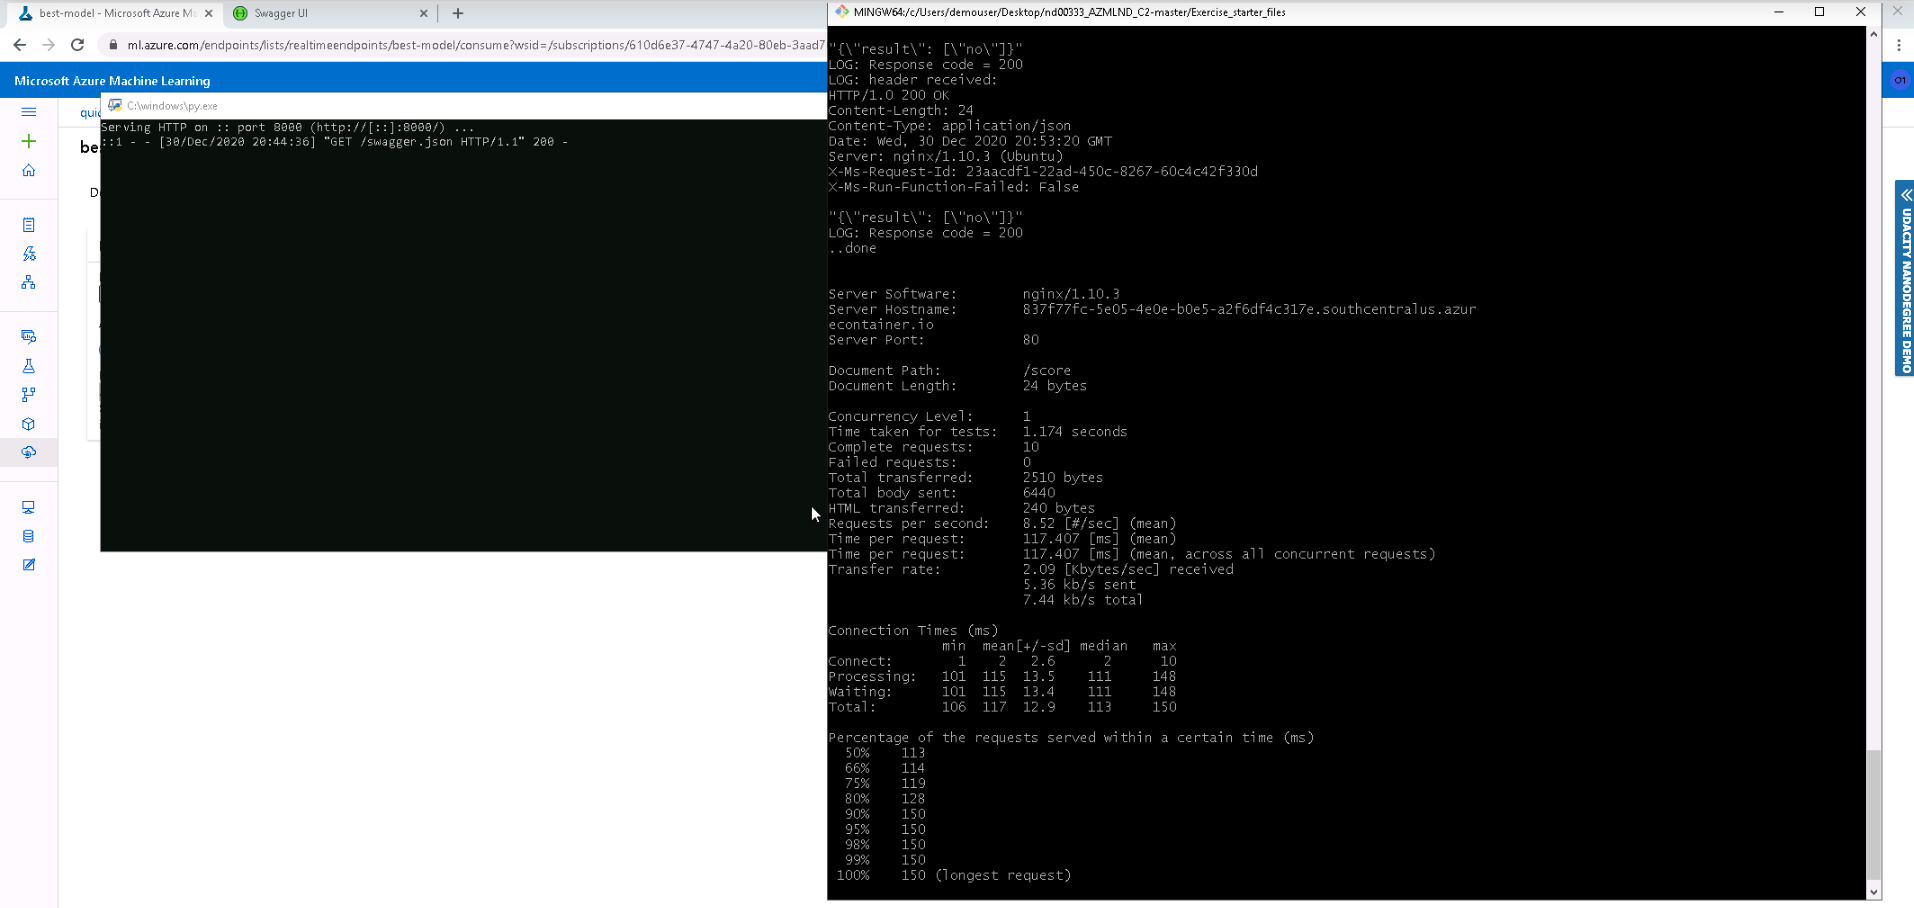 best-model - Microsoft Azure Ma
Swagger UI
ml.azure.com/endpoints/lists/realtimeendpoints/best-model/consume?wsid=/subscriptions/610d6e37-4747-4a20-80eb-3aad7
Microsoft Azure Machine Learning
O1
quic
be
D
C:\windows\py.exe
Serving HTTP on :: port 8000 (http://[::]:8000/) ...
::1 - - [30/Dec/2020 20:44:36] "GET /swagger.json HTTP/1.1" 200 -
MINGW64:/c/Users/demouser/Desktop/nd00333_AZMLND_C2-master/Exercise_starter_files
"{\"result\": [\"no\"]}"
LOG: Response code = 200
LOG: header received:
HTTP/1.0 200 OK
Content-Length: 24
Content-Type: application/json
Date: Wed, 30 Dec 2020 20:53:20 GMT
Server: nginx/1.10.3 (Ubuntu)
X-Ms-Request-Id: 23aacdf1-22ad-450c-8267-60c4c42f330d
X-Ms-Run-Function-Failed: False
"{\"result\": [\"no\"]}"
LOG: Response code = 200
..done
Server Software: nginx/1.10.3
Server Hostname: 837f77fc-5e05-4e0e-b0e5-a2f6df4c317e.southcentralus.azur
econtainer.io
Server Port: 80
Document Path: /score
Document Length: 24 bytes
Concurrency Level: 1
Time taken for tests: 1.174 seconds
Complete requests: 10
Failed requests: 0
Total transferred: 2510 bytes
Total body sent: 6440
HTML transferred: 240 bytes
Requests per second: 8.52 [#/sec] (mean)
Time per request: 117.407 [ms] (mean)
Time per request: 117.407 [ms] (mean, across all concurrent requests)
Transfer rate: 2.09 [Kbytes/sec] received
5.36 kb/s sent
7.44 kb/s total
Connection Times (ms)
min mean[+/-sd] median max
Connect: 1 2 2.6 2 10
Processing: 101 115 13.5 111 148
Waiting: 101 115 13.4 111 148
Total: 106 117 12.9 113 150
Percentage of the requests served within a certain time (ms)
50% 113
66% 114
75% 119
80% 128
90% 150
95% 150
98% 150
99% 150
100% 150 (longest request)
UDACITY NANODEGREE DEMO